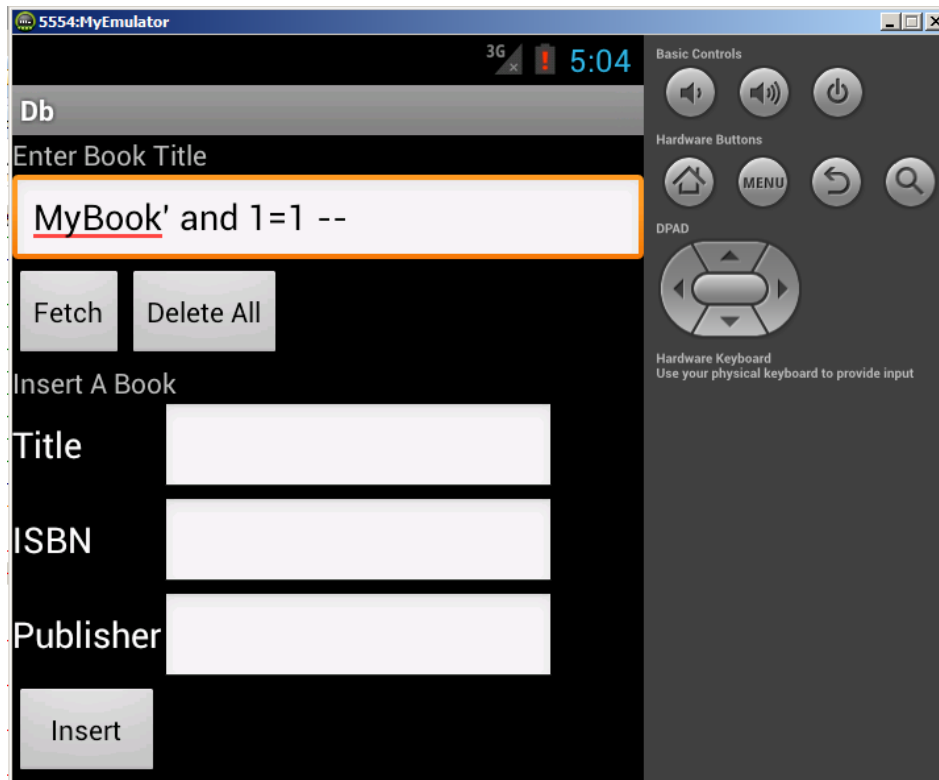 5554:MyEmulator
3G 5:04
Db
Enter Book Title
MyBook' and 1=1 --
Fetch Delete All
Insert A Book
Title
ISBN
Publisher
Insert
Basic Controls
Hardware Buttons
MENU
DPAD
Hardware Keyboard
Use your physical keyboard to provide input